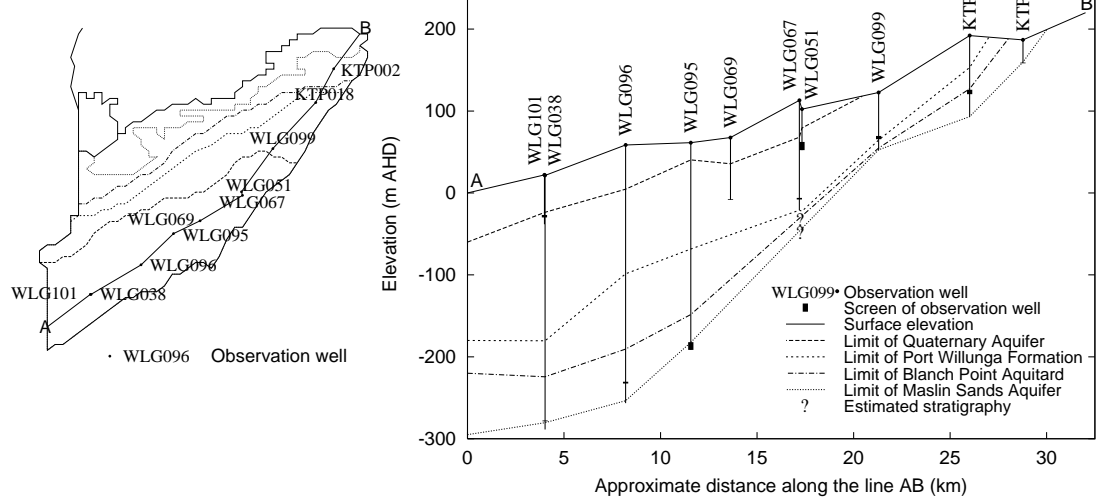 B
KTP002
KTP018
WLG099
WLG051
WLG067
WLG069
WLG095
WLG096
WLG101
WLG038
A
WLG096 Observation well
Elevation (m AHD)
200
100
0
-100
-200
-300
A
WLG101
WLG038
WLG096
WLG095
WLG069
WLG067
WLG051
WLG099
KTP
KTP
B
WLG099 Observation well
Screen of observation well
Surface elevation
Limit of Quaternary Aquifer
Limit of Port Willunga Formation
Limit of Blanch Point Aquitard
Limit of Maslin Sands Aquifer
? Estimated stratigraphy
?
?
0 5 10 15 20 25 30
Approximate distance along the line AB (km)